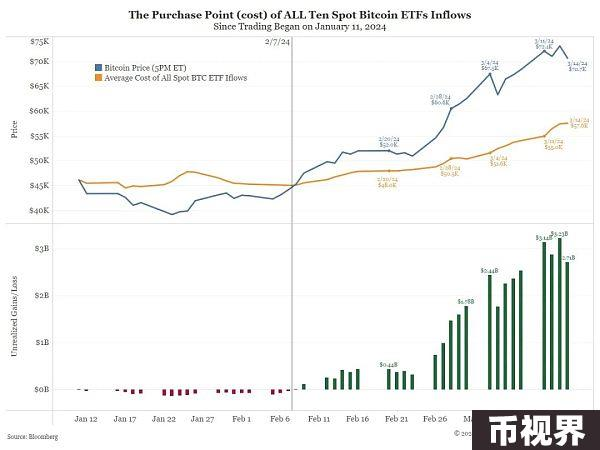 The Purchase Point (cost) of ALL Ten Spot Bitcoin ETFs Inflows
Since Trading Began on January 11, 2024
2/7/24
$75K
$70K
$65K
$60K
$55K
$50K
$45K
$40K
Price
Bitcoin Price (5PM ET)
Average Cost of All Spot BTC ETF Iflows
2/20/24
$52.0K
2/28/24
$60.6K
3/4/24
$67.5K
3/11/24
$72.4K
3/14/24
$70.7K
2/20/24
$48.0K
2/28/24
$50.5K
3/4/24
$51.6K
3/11/24
$55.0K
3/14/24
$57.6K
$3B
$2B
$1B
$0B
Unrealized Gains/Loss
$0.44B
$1.78B
$2.44B
$3.14B
$3.23B
$2.71B
Jan 12
Jan 17
Jan 22
Jan 27
Feb 1
Feb 6
Feb 11
Feb 16
Feb 21
Feb 26
Source: Bloomberg
币视界